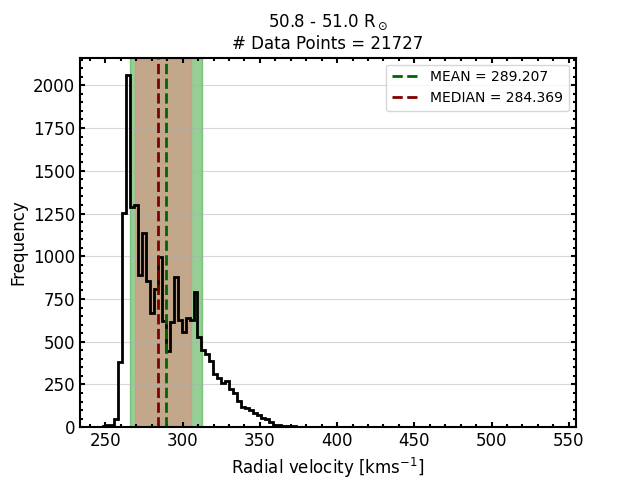 50.8 - 51.0 R⊙
# Data Points = 21727
MEAN = 289.207
MEDIAN = 284.369
Frequency
2000
1750
1500
1250
1000
750
500
250
0
250 300 350 400 450 500 550
Radial velocity [kms⁻¹]